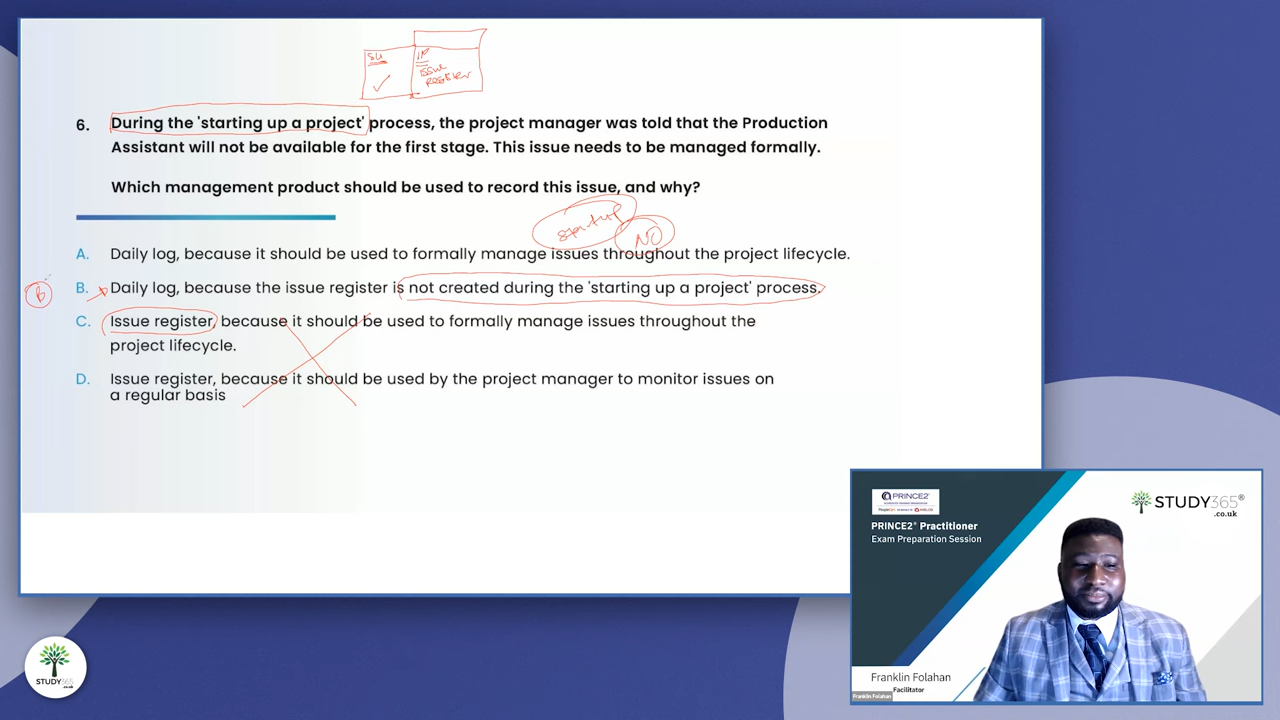 SU
IP
issue
Register
✓
6. During the 'starting up a project' process, the project manager was told that the Production
Assistant will not be available for the first stage. This issue needs to be managed formally.
Which management product should be used to record this issue, and why?
startup
NO
A. Daily log, because it should be used to formally manage issues throughout the project lifecycle.
B
B. Daily log, because the issue register is not created during the 'starting up a project' process.
C. Issue register, because it should be used to formally manage issues throughout the
project lifecycle.
D. Issue register, because it should be used by the project manager to monitor issues on
a regular basis
PRINCE2®
STUDY365®
.co.uk
PRINCE2® Practitioner
Exam Preparation Session
Franklin Folahan
Facilitator
Franklin Folahan
STUDY365
.co.uk